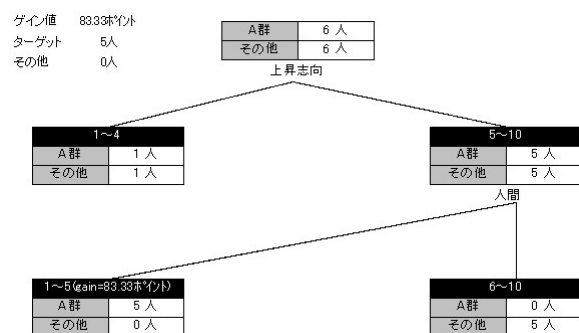 ゲイン値 83.33ﾎﾟｲﾝﾄ
ターゲット 5人
その他 0人
A群 6 人
その他 6 人
上昇志向
1～4
A群 1 人
その他 1 人
5～10
A群 5 人
その他 5 人
人間
1～5(gain=83.33ﾎﾟｲﾝﾄ)
A群 5 人
その他 0 人
6～10
A群 0 人
その他 5 人